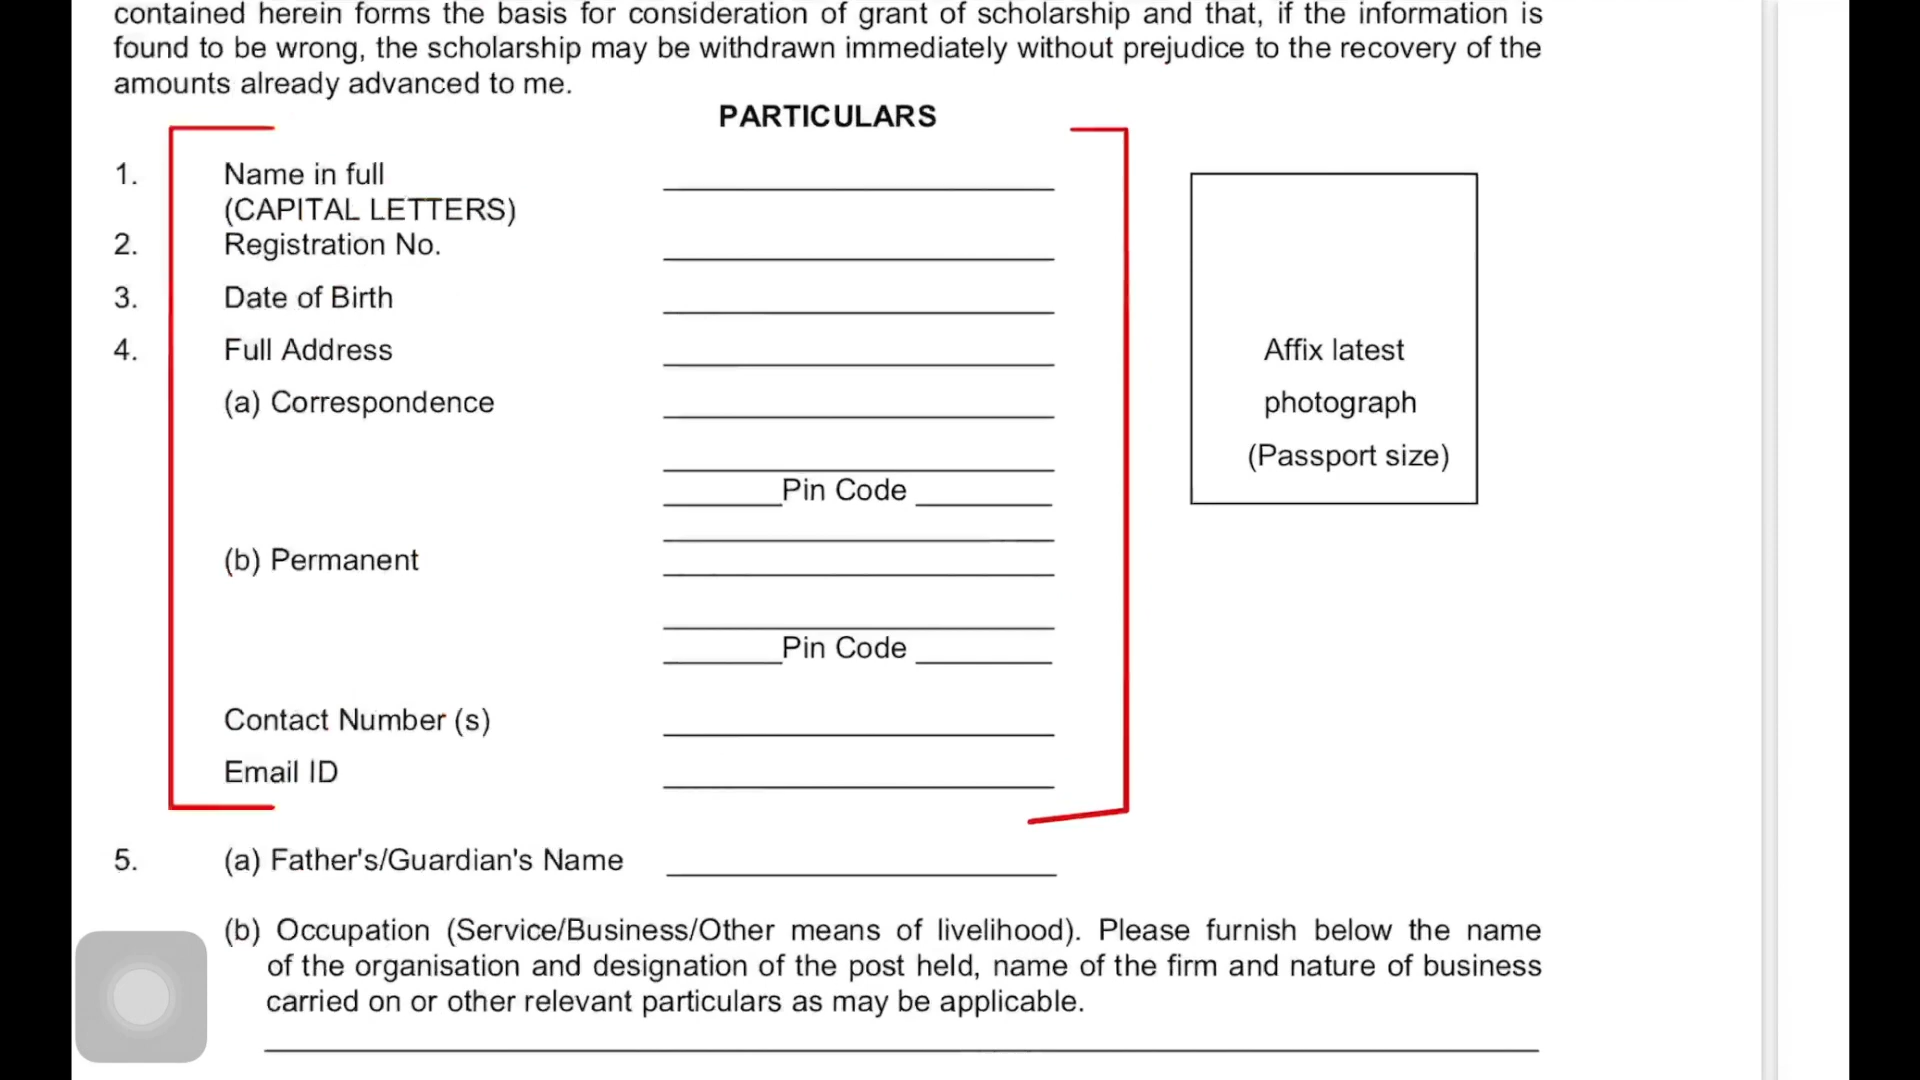 contained herein forms the basis for consideration of grant of scholarship and that, if the information is
found to be wrong, the scholarship may be withdrawn immediately without prejudice to the recovery of the
amounts already advanced to me.
PARTICULARS
1. Name in full
(CAPITAL LETTERS)
2. Registration No.
3. Date of Birth
4. Full Address
(a) Correspondence
Pin Code
(b) Permanent
Pin Code
Contact Number (s)
Email ID
Affix latest
photograph
(Passport size)
5. (a) Father's/Guardian's Name
(b) Occupation (Service/Business/Other means of livelihood). Please furnish below the name
of the organisation and designation of the post held, name of the firm and nature of business
carried on or other relevant particulars as may be applicable.